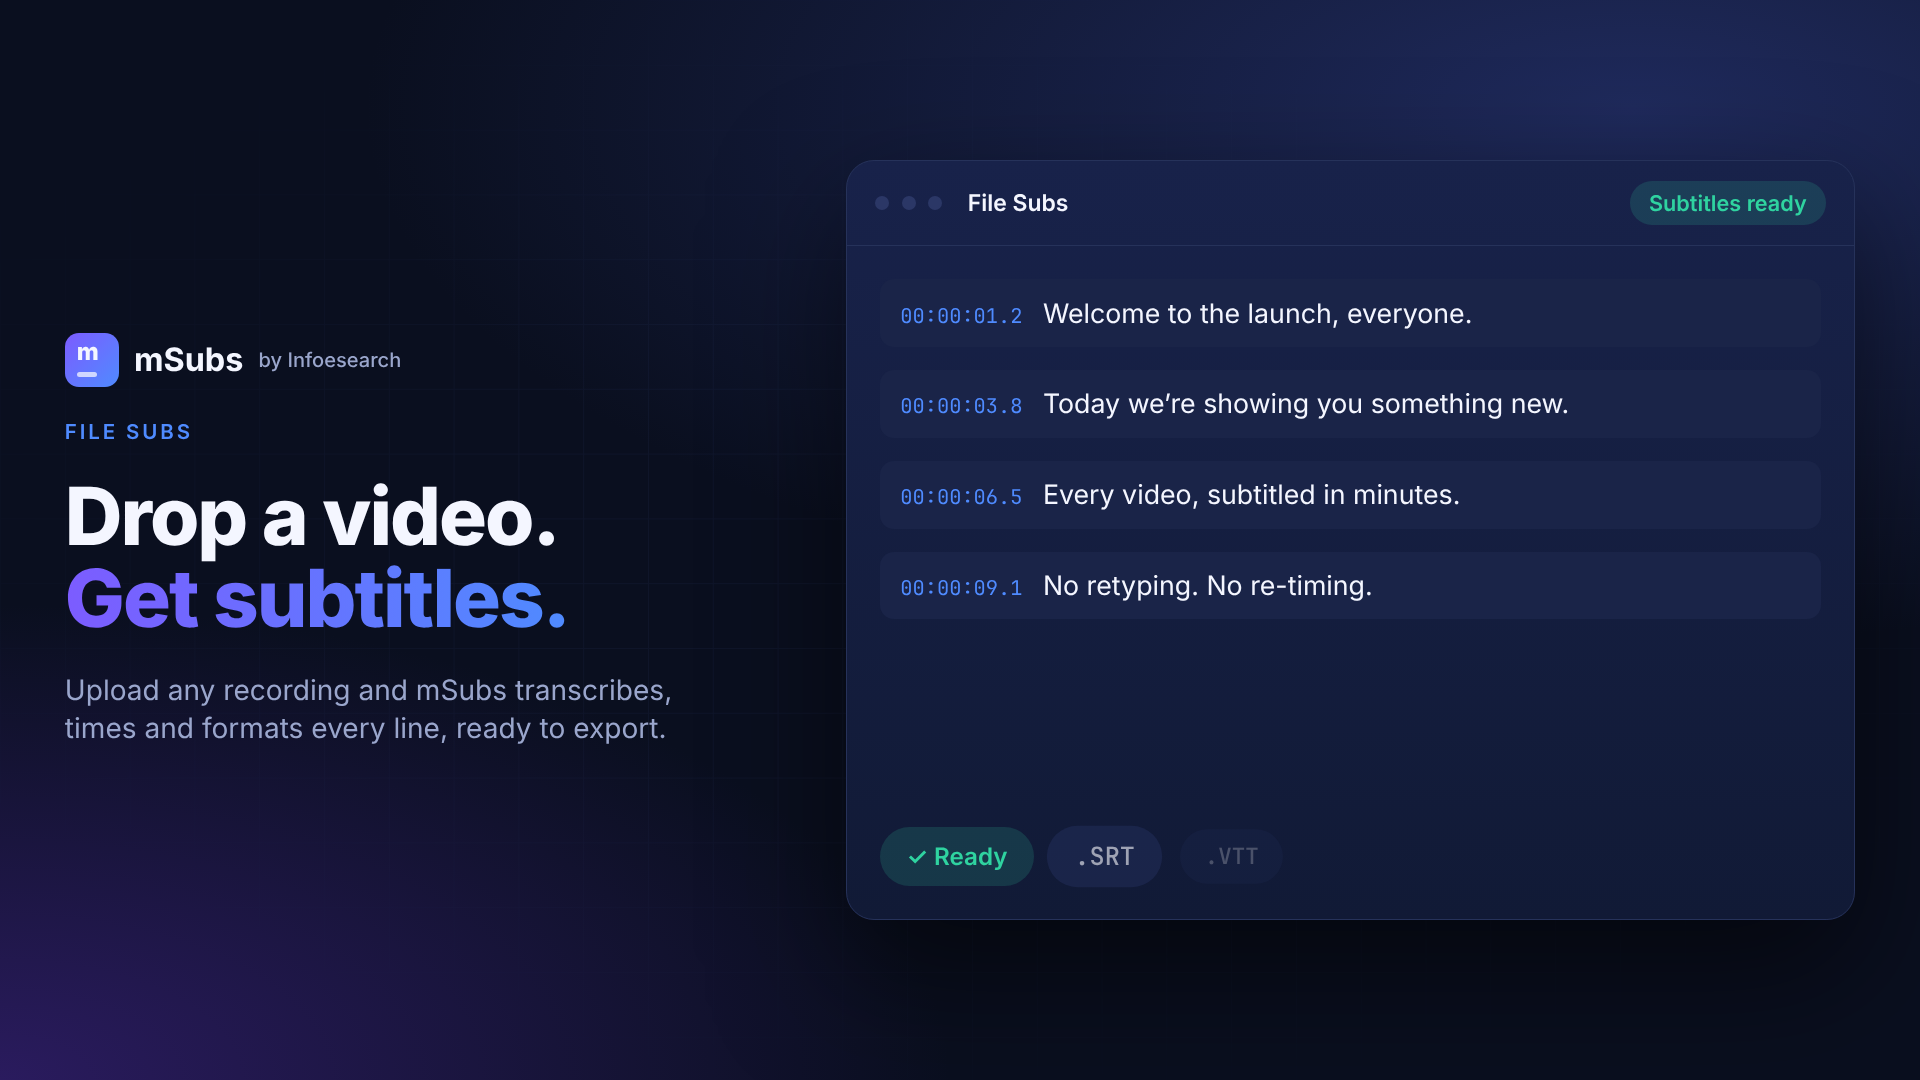 m
mSubs by Infoesearch
FILE SUBS
Drop a video.
Get subtitles.
Upload any recording and mSubs transcribes,
times and formats every line, ready to export.
File Subs
Subtitles ready
00:00:01.2 Welcome to the launch, everyone.
00:00:03.8 Today we’re showing you something new.
00:00:06.5 Every video, subtitled in minutes.
00:00:09.1 No retyping. No re-timing.
✓ Ready
.SRT
.VTT